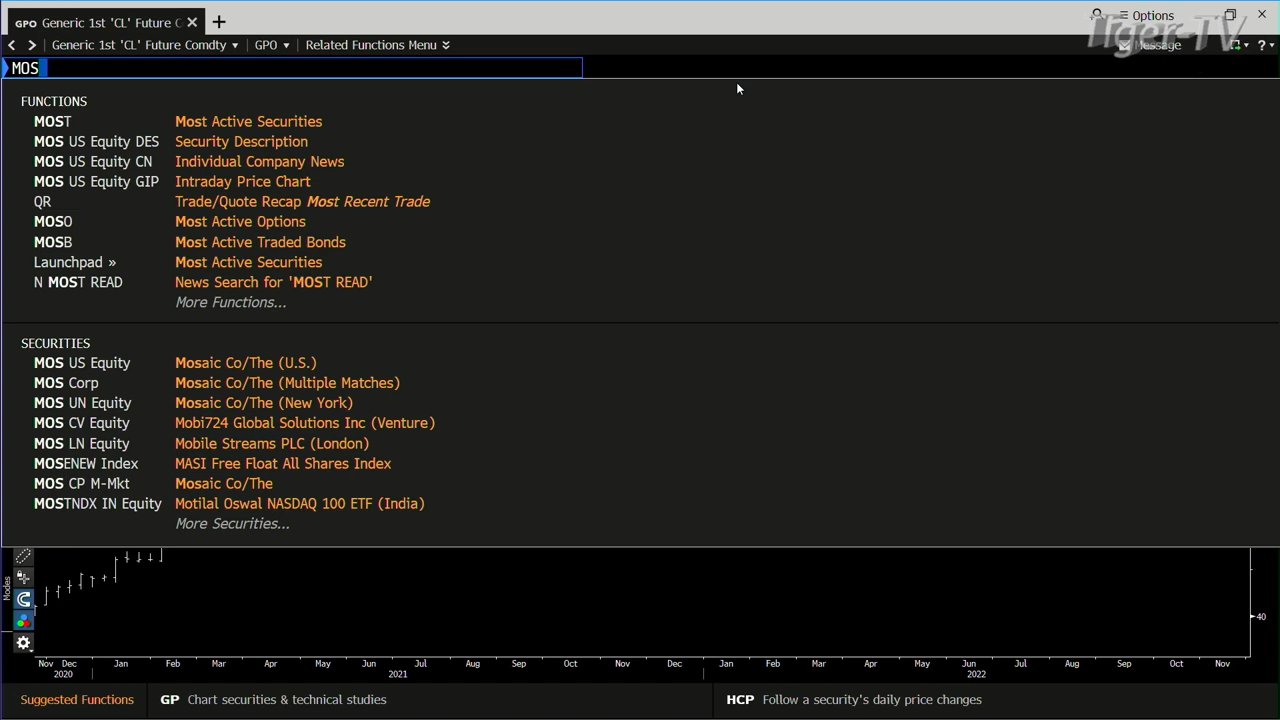 GPO Generic 1st 'CL' Future C
Options
Tiger-TV
Generic 1st 'CL' Future Comdty GPO Related Functions Menu Message ?
MOS
FUNCTIONS
MOST Most Active Securities
MOS US Equity DES Security Description
MOS US Equity CN Individual Company News
MOS US Equity GIP Intraday Price Chart
QR Trade/Quote Recap Most Recent Trade
MOSO Most Active Options
MOSB Most Active Traded Bonds
Launchpad » Most Active Securities
N MOST READ News Search for 'MOST READ'
More Functions...
SECURITIES
MOS US Equity Mosaic Co/The (U.S.)
MOS Corp Mosaic Co/The (Multiple Matches)
MOS UN Equity Mosaic Co/The (New York)
MOS CV Equity Mobi724 Global Solutions Inc (Venture)
MOS LN Equity Mobile Streams PLC (London)
MOSENEW Index MASI Free Float All Shares Index
MOS CP M-Mkt Mosaic Co/The
MOSTNDX IN Equity Motilal Oswal NASDAQ 100 ETF (India)
More Securities...
Modes
40
Nov Dec Jan Feb Mar Apr May Jun Jul Aug Sep Oct Nov Dec Jan Feb Mar Apr May Jun Jul Aug Sep Oct Nov
2020 2021 2022
Suggested Functions GP Chart securities & technical studies HCP Follow a security's daily price changes